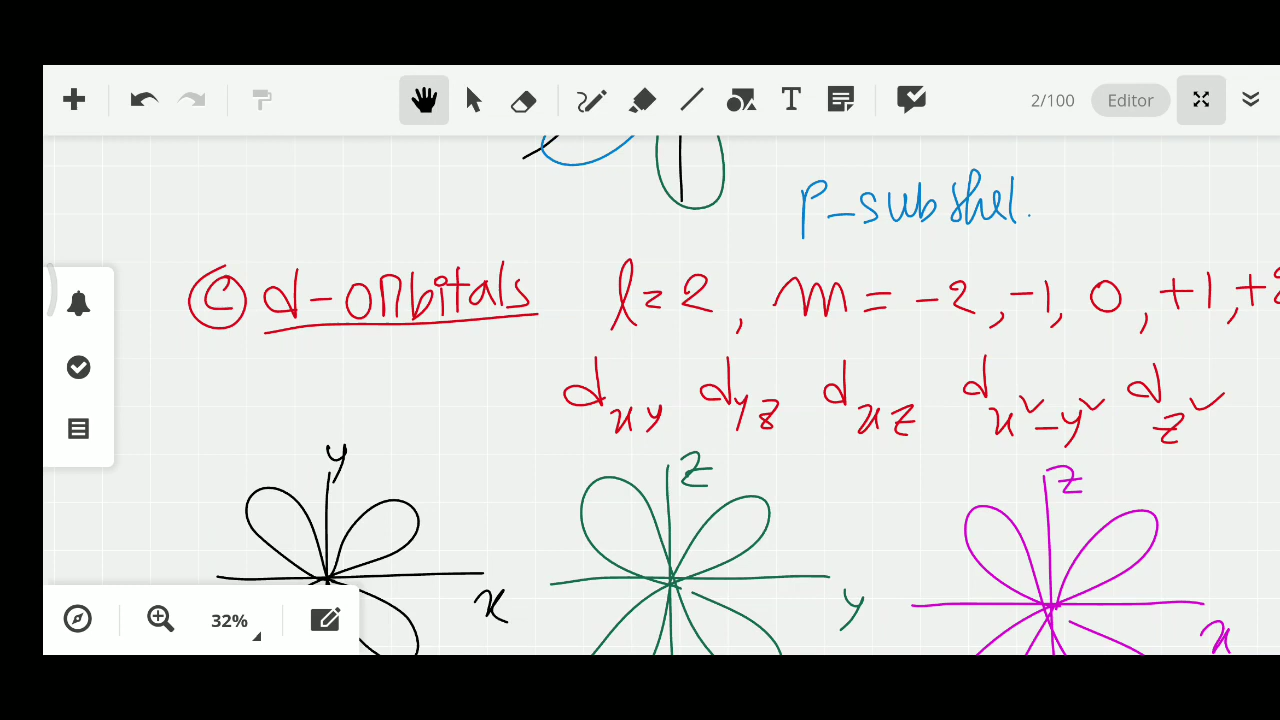 T 2/100 Editor
P-subshel.
C d-orbitals l=2, m = -2, -1, 0, +1, +2
dxy dyz dxz dx²-y² dz²
y z z
x y x
32%